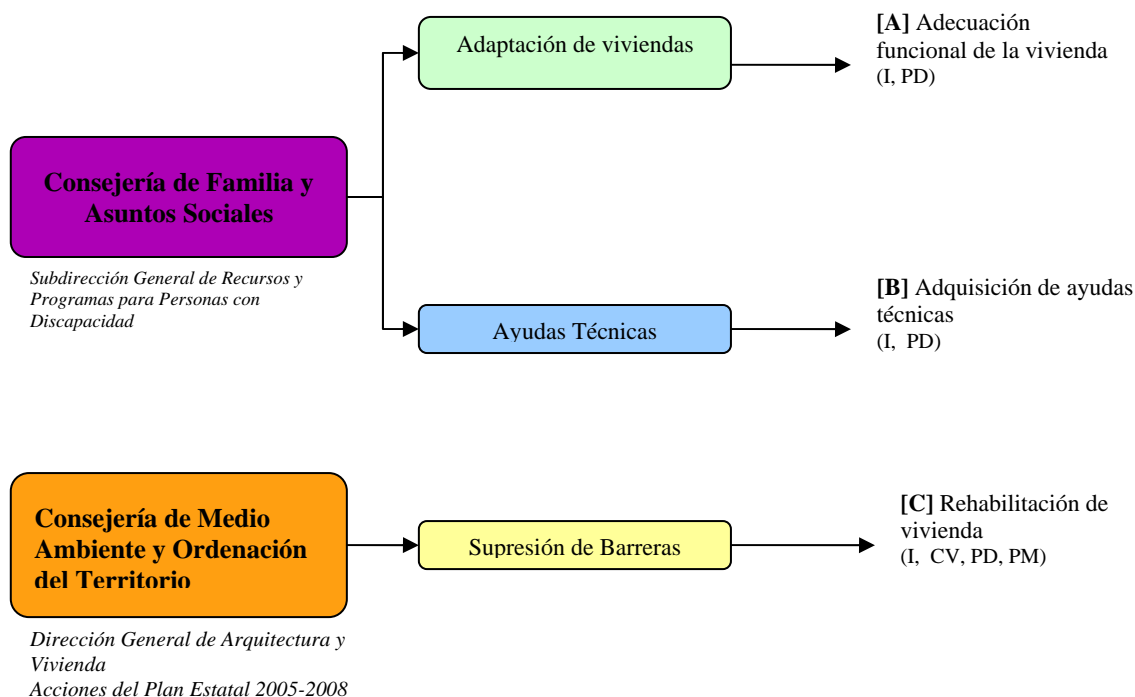 Adaptación de viviendas
[A] Adecuación
funcional de la vivienda
(I, PD)
Consejería de Familia y
Asuntos Sociales
Subdirección General de Recursos y
Programas para Personas con
Discapacidad
Ayudas Técnicas
[B] Adquisición de ayudas
técnicas
(I, PD)
Consejería de Medio
Ambiente y Ordenación
del Territorio
Supresión de Barreras
[C] Rehabilitación de
vivienda
(I, CV, PD, PM)
Dirección General de Arquitectura y
Vivienda
Acciones del Plan Estatal 2005-2008